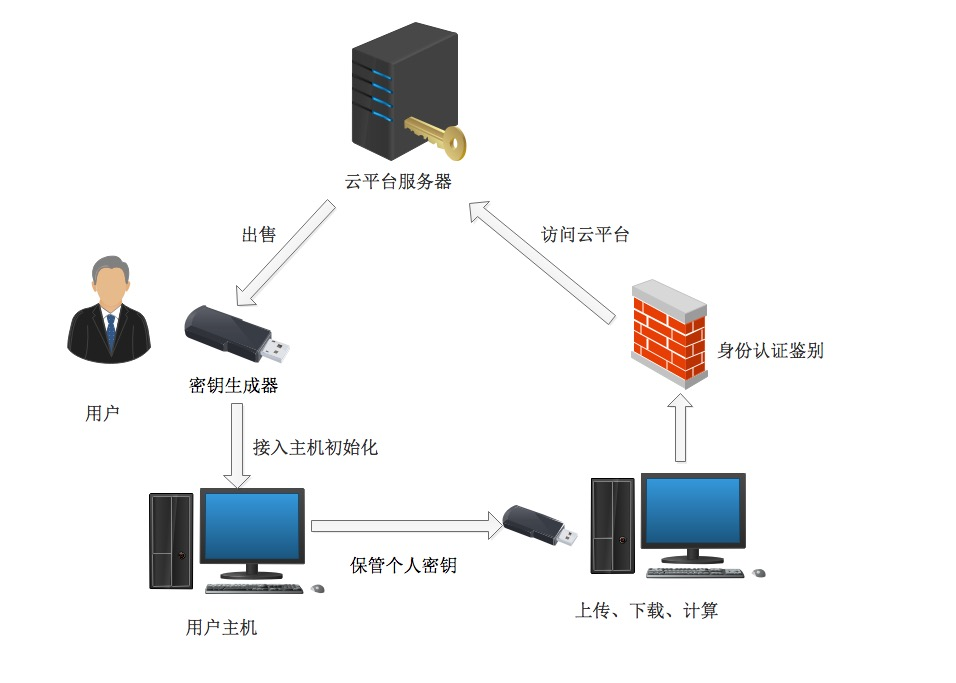 云平台服务器
出售
访问云平台
身份认证鉴别
密钥生成器
用户
接入主机初始化
保管个人密钥
上传、下载、计算
用户主机